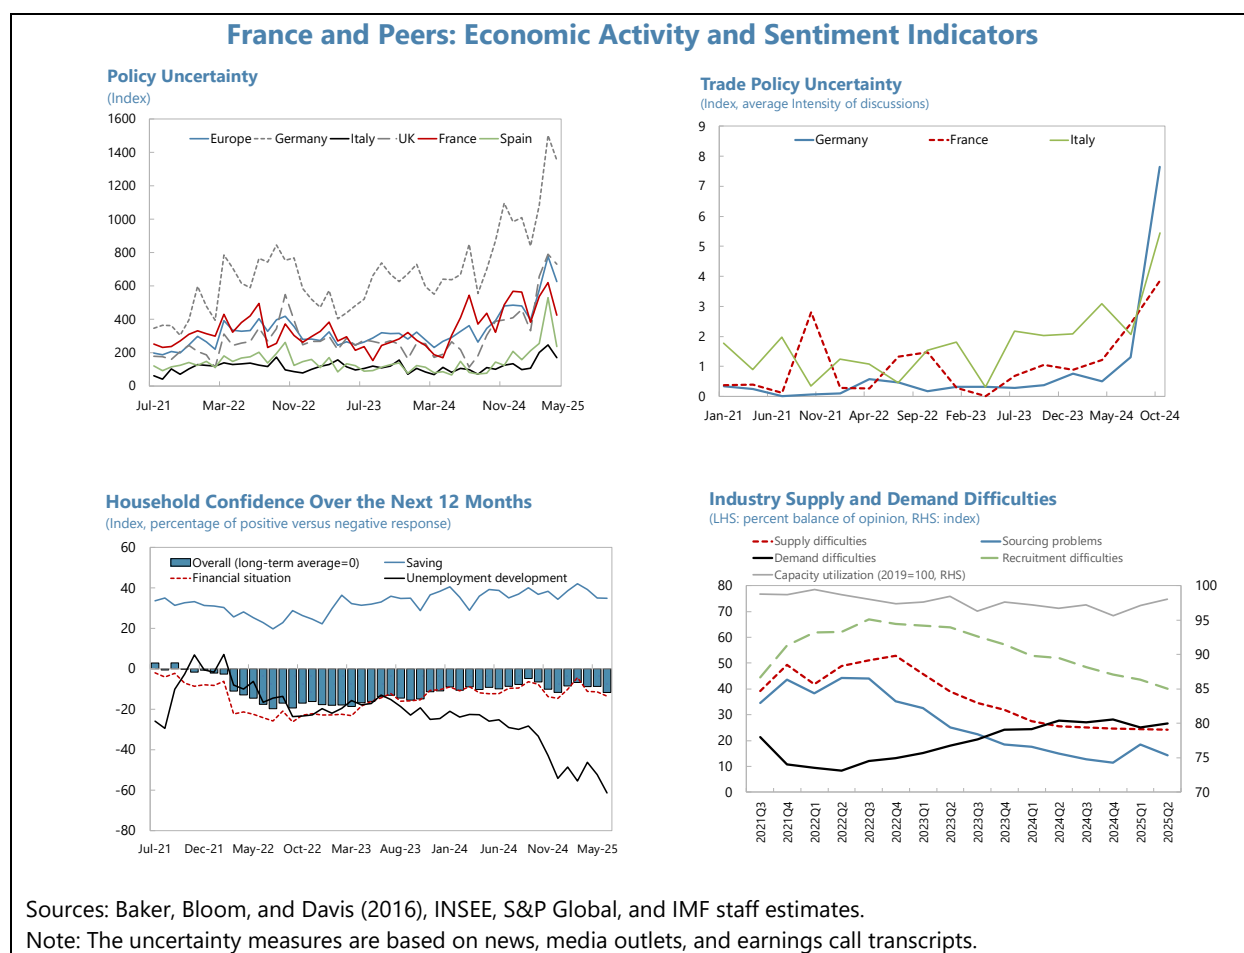 France and Peers: Economic Activity and Sentiment Indicators
Policy Uncertainty
(Index)
1600
1400
1200
1000
800
600
400
200
0
Europe Germany Italy UK France Spain
Jul-21 Mar-22 Nov-22 Jul-23 Mar-24 Nov-24 May-25
Trade Policy Uncertainty
(Index, average Intensity of discussions)
9
8
7
6
5
4
3
2
1
0
Germany France Italy
Jan-21 Jun-21 Nov-21 Apr-22 Sep-22 Feb-23 Jul-23 Dec-23 May-24 Oct-24
Household Confidence Over the Next 12 Months
(Index, percentage of positive versus negative response)
60
40
20
0
-20
-40
-60
-80
Overall (long-term average=0) Saving
Financial situation Unemployment development
Jul-21 Dec-21 May-22 Oct-22 Mar-23 Aug-23 Jan-24 Jun-24 Nov-24 May-25
Industry Supply and Demand Difficulties
(LHS: percent balance of opinion, RHS: index)
Supply difficulties Sourcing problems
Demand difficulties Recruitment difficulties
Capacity utilization (2019=100, RHS)
80
70
60
50
40
30
20
10
0
100
95
90
85
80
75
70
2021Q3
2021Q4
2022Q1
2022Q2
2022Q3
2022Q4
2023Q1
2023Q2
2023Q3
2023Q4
2024Q1
2024Q2
2024Q3
2024Q4
2025Q1
2025Q2
Sources: Baker, Bloom, and Davis (2016), INSEE, S&P Global, and IMF staff estimates.
Note: The uncertainty measures are based on news, media outlets, and earnings call transcripts.